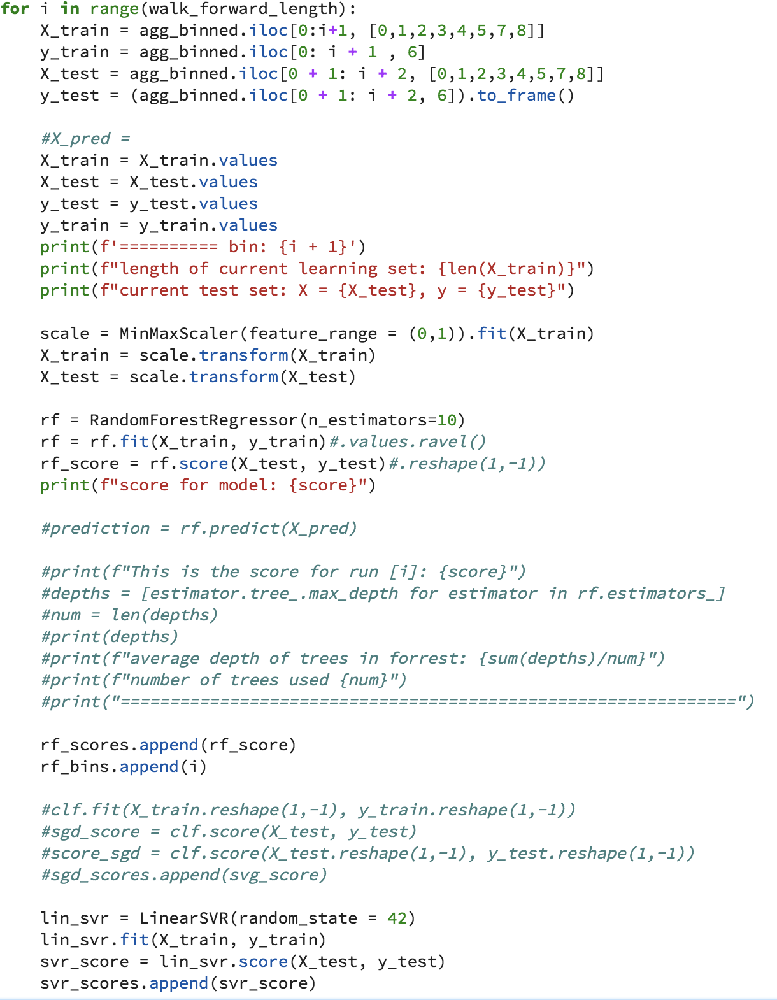 for i in range(walk_forward_length):
    X_train = agg_binned.iloc[0:i+1, [0,1,2,3,4,5,7,8]]
    y_train = agg_binned.iloc[0: i + 1 , 6]
    X_test = agg_binned.iloc[0 + 1: i + 2, [0,1,2,3,4,5,7,8]]
    y_test = (agg_binned.iloc[0 + 1: i + 2, 6]).to_frame()

    #X_pred =
    X_train = X_train.values
    X_test = X_test.values
    y_test = y_test.values
    y_train = y_train.values
    print(f'========== bin: {i + 1}')
    print(f"length of current learning set: {len(X_train)}")
    print(f"current test set: X = {X_test}, y = {y_test}")

    scale = MinMaxScaler(feature_range = (0,1)).fit(X_train)
    X_train = scale.transform(X_train)
    X_test = scale.transform(X_test)

    rf = RandomForestRegressor(n_estimators=10)
    rf = rf.fit(X_train, y_train)#.values.ravel()
    rf_score = rf.score(X_test, y_test)#.reshape(1,-1))
    print(f"score for model: {score}")

    #prediction = rf.predict(X_pred)

    #print(f"This is the score for run [i]: {score}")
    #depths = [estimator.tree_.max_depth for estimator in rf.estimators_]
    #num = len(depths)
    #print(depths)
    #print(f"average depth of trees in forrest: {sum(depths)/num}")
    #print(f"number of trees used {num}")
    #print("==============================================================")

    rf_scores.append(rf_score)
    rf_bins.append(i)

    #clf.fit(X_train.reshape(1,-1), y_train.reshape(1,-1))
    #sgd_score = clf.score(X_test, y_test)
    #score_sgd = clf.score(X_test.reshape(1,-1), y_test.reshape(1,-1))
    #sgd_scores.append(svg_score)

    lin_svr = LinearSVR(random_state = 42)
    lin_svr.fit(X_train, y_train)
    svr_score = lin_svr.score(X_test, y_test)
    svr_scores.append(svr_score)